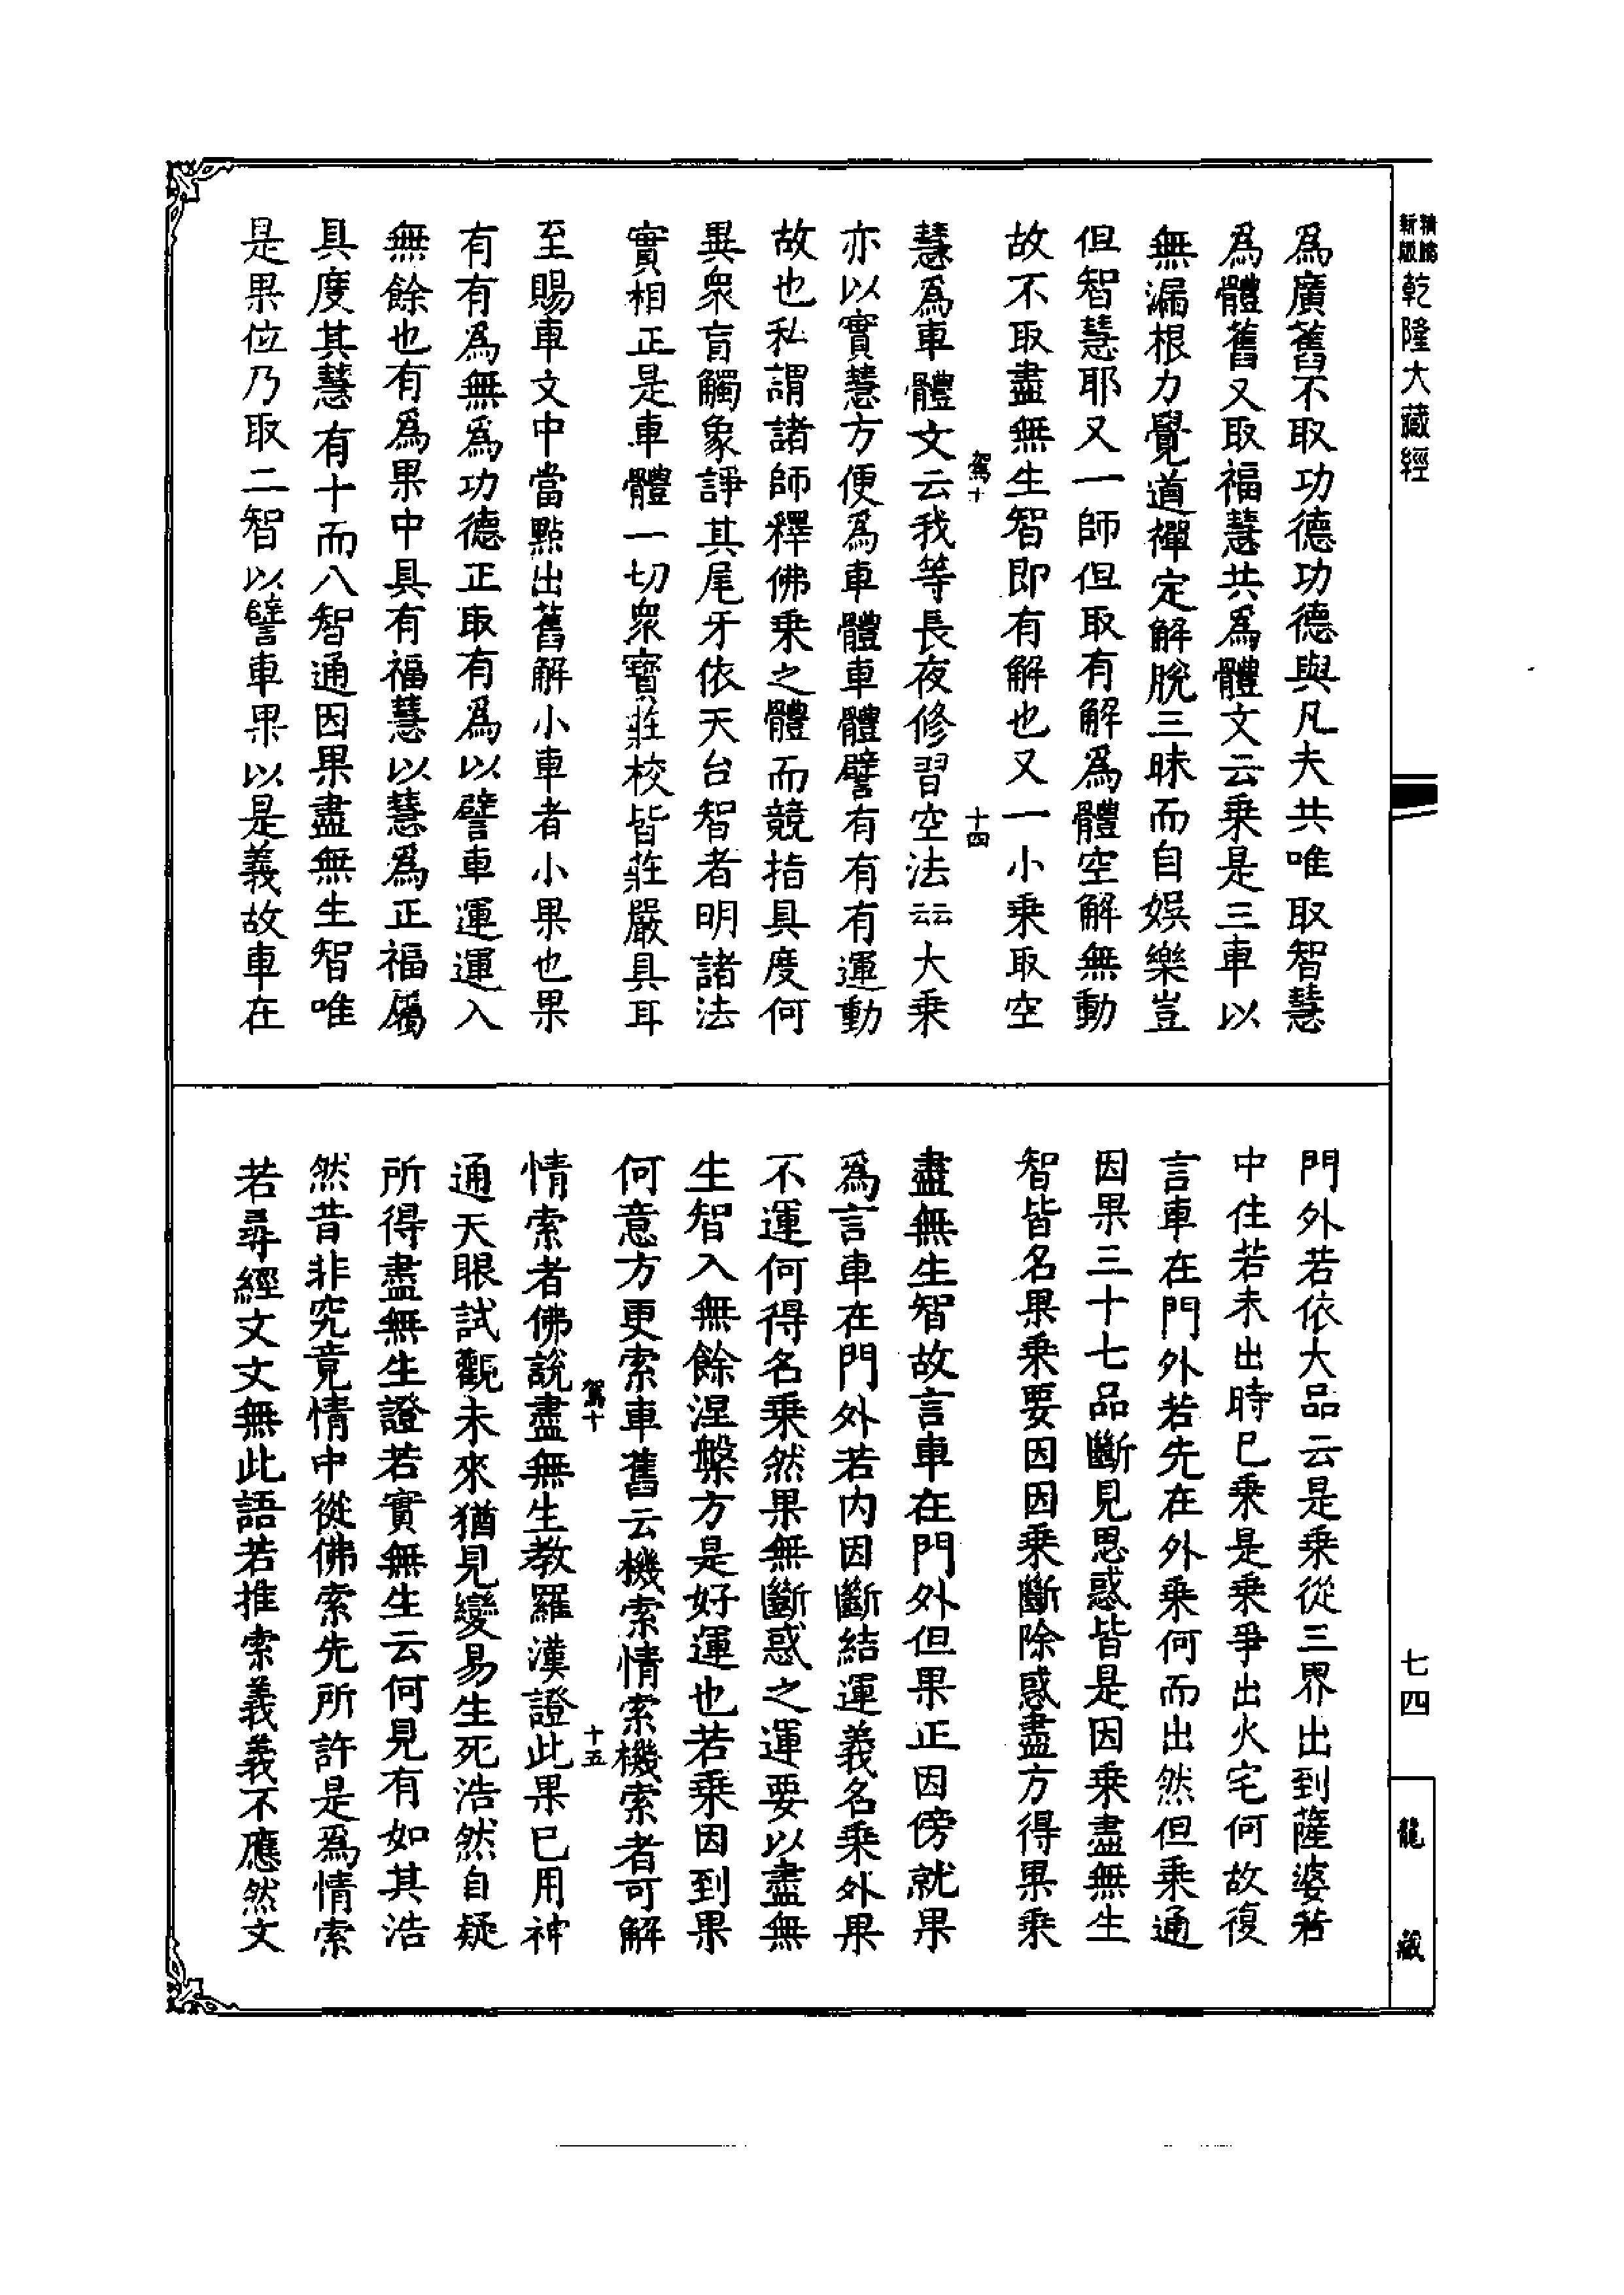 精編
新版
乾隆大藏經
七四
龍藏
為廣舊不取功德功德與凡夫共唯取智慧
為體舊又取福慧共為體文云乘是三車以
無漏根力覺道禪定解脫三昧而自娛樂豈
但智慧耶又一師但取有解為體空解無動
故不取盡無生智即有解也又一小乘取空
駕十
十四
慧為車體文云我等長夜修習空法云云大乘
亦以實慧方便為車體車體譬有有有運動
故也私謂諸師釋佛乘之體而競指具度何
異眾盲觸象諍其尾牙依天台智者明諸法
實相正是車體一切眾寶莊校皆莊嚴具耳
至賜車文中當點出舊解小車者小果也果
有有為無為功德正取有為以譬車運運入
無餘也有為果中具有福慧以慧為正福屬
具度其慧有十而八智通因果盡無生智唯
是果位乃取二智以譬車果以是義故車在
門外若依大品云是乘從三界出到薩婆若
中住若未出時已乘是乘爭出火宅何故復
言車在門外若先在外乘何而出然但乘通
因果三十七品斷見思惑皆是因乘盡無生
智皆名果乘要因因乘斷除惑盡方得果乘
盡無生智故言車在門外但果正因傍就果
為言車在門外若內因斷結運義名乘外果
不運何得名乘然果無斷惑之運要以盡無
生智入無餘涅槃方是好運也若乘因到果
何意方更索車舊云機索情索機索者可解
駕十
十五
情索者佛說盡無生教羅漢證此果已用神
通天眼試觀未來猶見變易生死浩然自疑
所得盡無生證若實無生云何見有如其浩
然昔非究竟情中從佛索先所許是為情索
若尋經文文無此語若推索義義不應然文